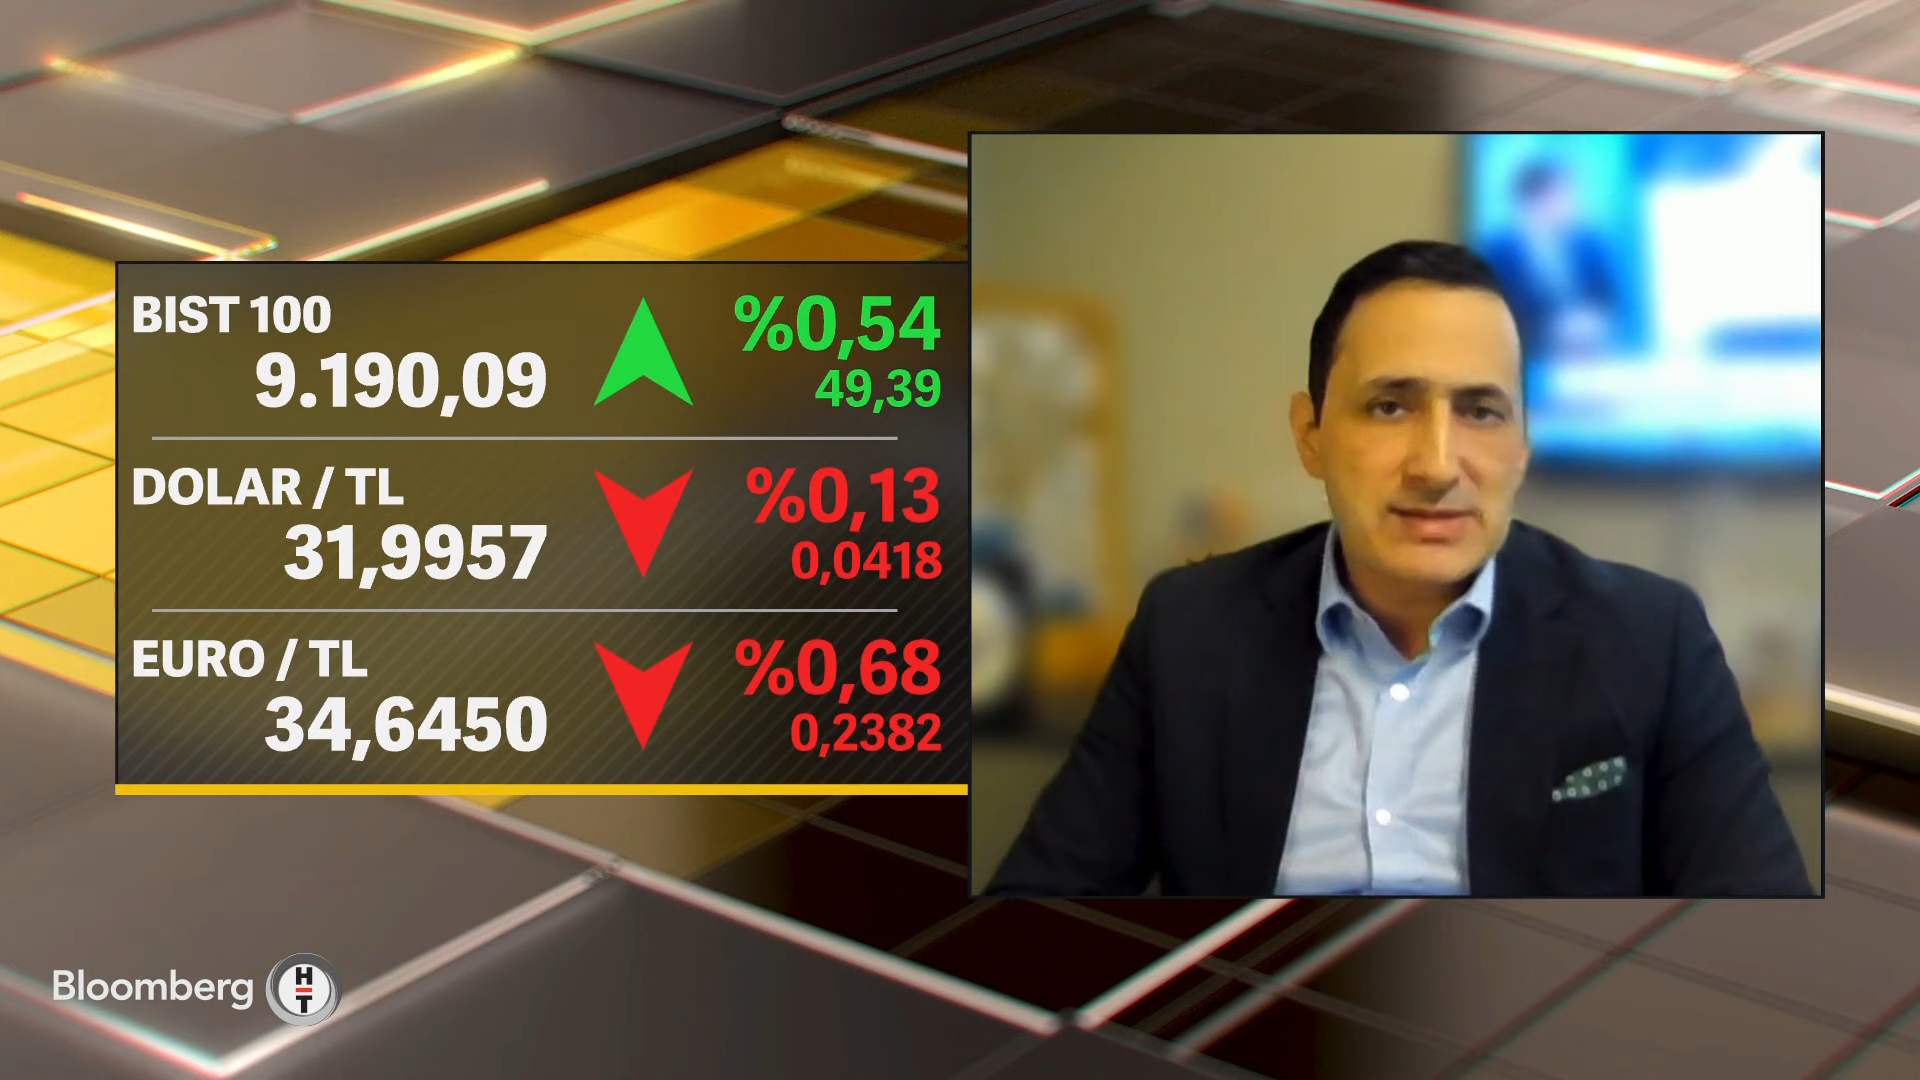 BIST 100
9.190,09
%0,54
49,39
DOLAR / TL
31,9957
%0,13
0,0418
EURO / TL
34,6450
%0,68
0,2382
Bloomberg HT